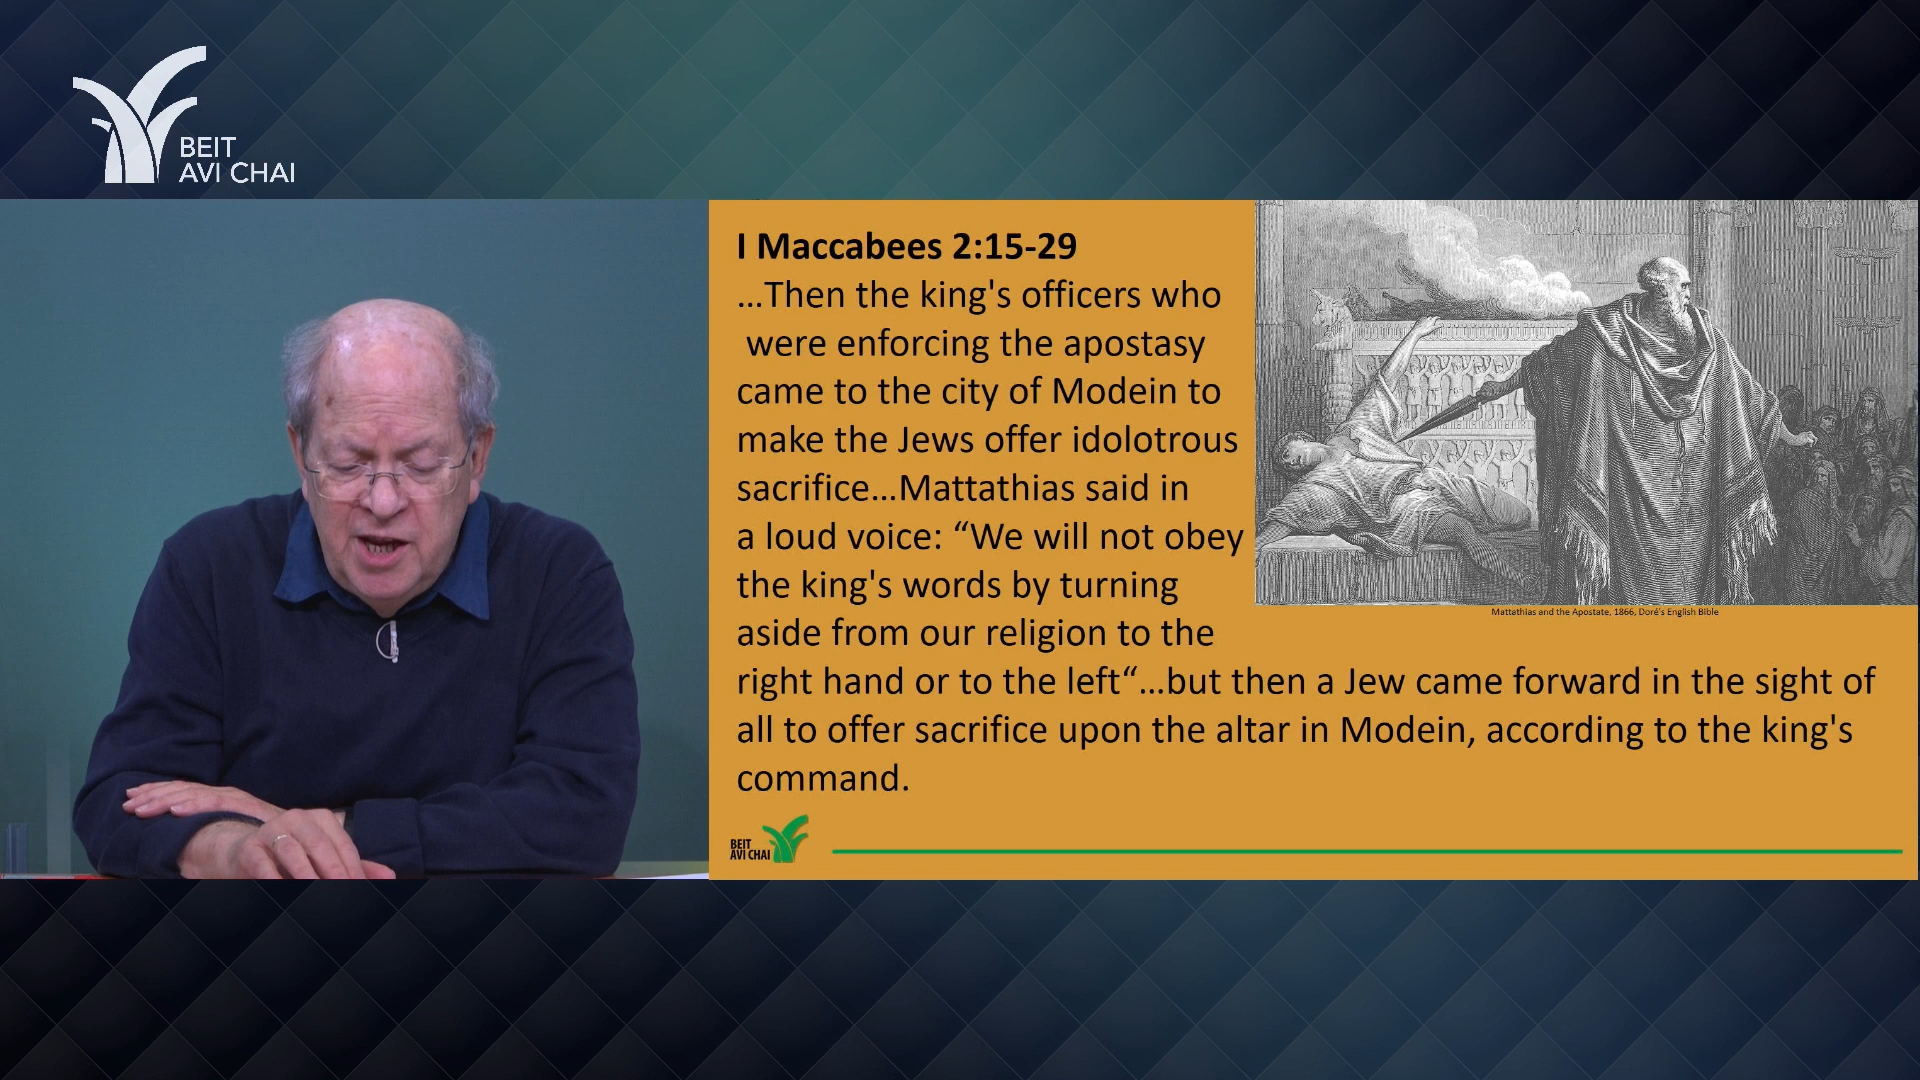 BEIT
AVI CHAI
I Maccabees 2:15-29
...Then the king's officers who
were enforcing the apostasy
came to the city of Modein to
make the Jews offer idolotrous
sacrifice...Mattathias said in
a loud voice: “We will not obey
the king's words by turning
aside from our religion to the
right hand or to the left“...but then a Jew came forward in the sight of
all to offer sacrifice upon the altar in Modein, according to the king's
command.
Mattathias and the Apostate, 1866, Doré's English Bible
BEIT
AVI CHAI